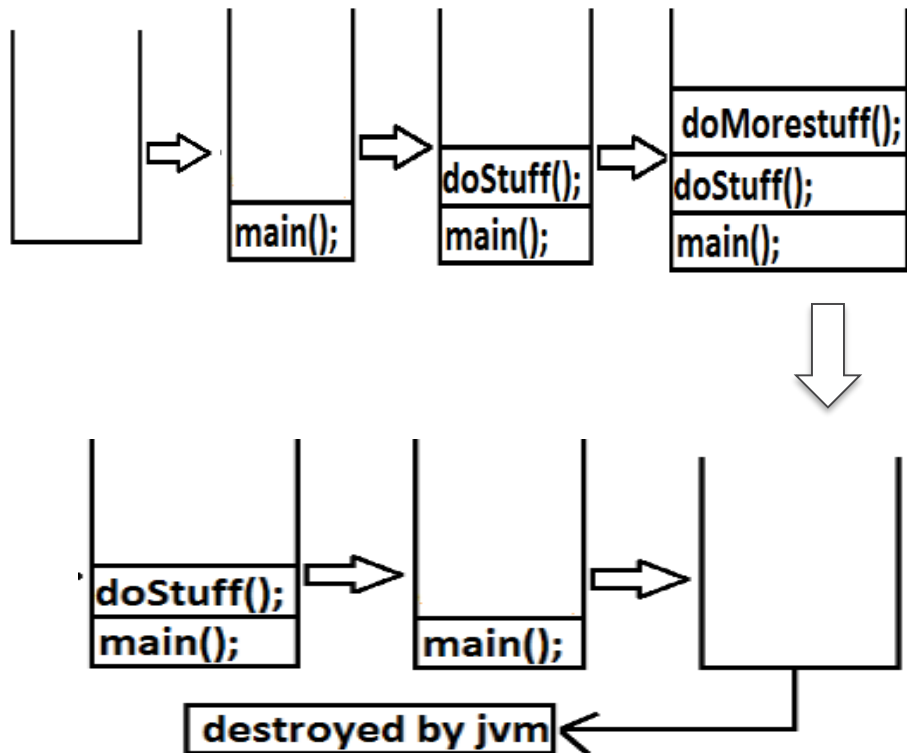 main();
doStuff();
main();
doMorestuff();
doStuff();
main();
doStuff();
main();
main();
destroyed by jvm